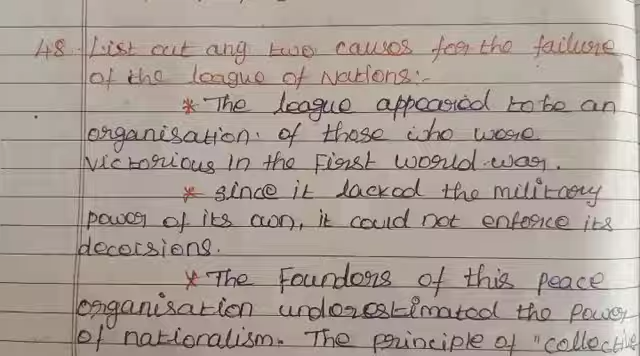 48. List out any two causes for the failure
of the league of Nations:-
* The league appeared to be an
organisation of those who were
victorious in the First world war.
* since it lacked the military
power of its own, it could not enforce its
decersions.
* The Founders of this peace
organisation underestimated the power
of nationalism. The principle of "collective